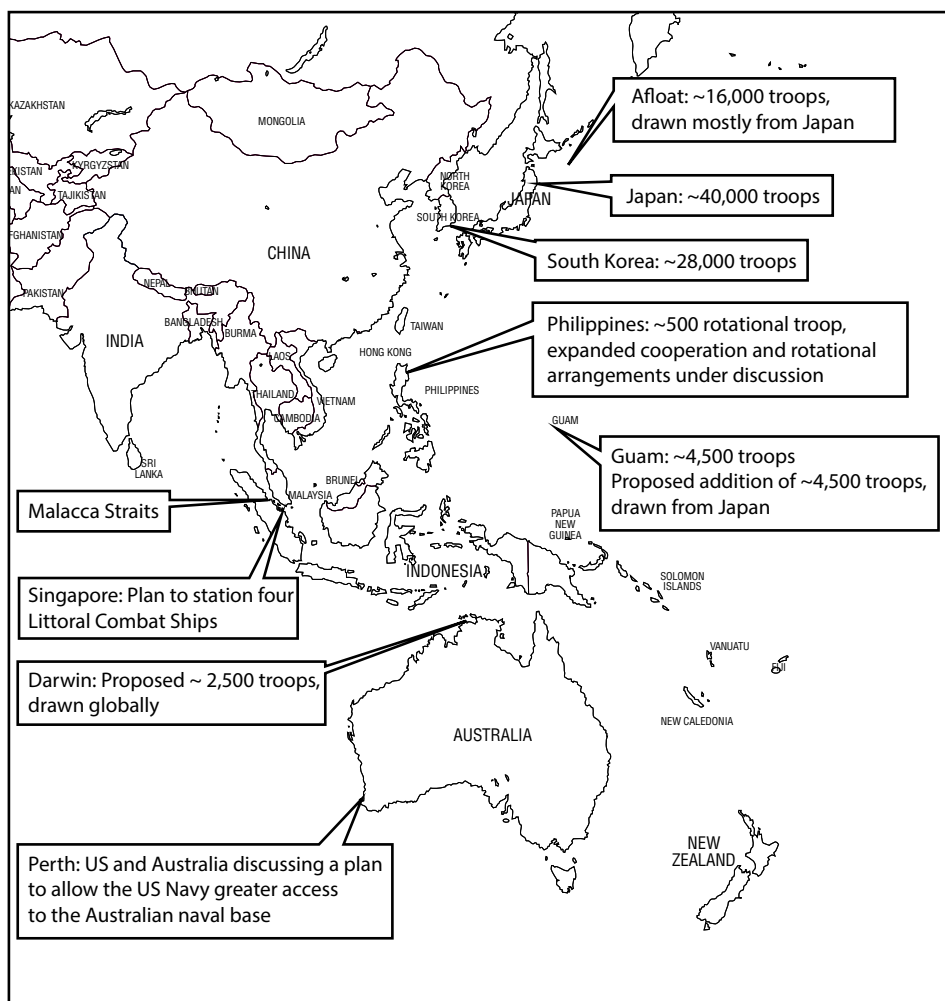 KAZAKHSTAN
MONGOLIA
Afloat: ~16,000 troops,
drawn mostly from Japan
KYRGYZSTAN
EKISTAN
AN
TAJIKISTAN
NORTH
KOREA
JAPAN
Japan: ~40,000 troops
SOUTH KOREA
FGHANISTAN
CHINA
South Korea: ~28,000 troops
PAKISTAN
NEPAL
BHUTAN
BANGLADESH
INDIA
BURMA
TAIWAN
HONG KONG
LAOS
Philippines: ~500 rotational troop,
expanded cooperation and rotational
arrangements under discussion
THAILAND
VIETNAM
CAMBODIA
PHILIPPINES
GUAM
Guam: ~4,500 troops
Proposed addition of ~4,500 troops,
drawn from Japan
SRI
LANKA
BRUNEI
MALAYSIA
Malacca Straits
PAPUA
NEW
GUINEA
INDONESIA
SOLOMON
ISLANDS
Singapore: Plan to station four
Littoral Combat Ships
VANUATU
FIJI
Darwin: Proposed ~ 2,500 troops,
drawn globally
NEW CALEDONIA
AUSTRALIA
NEW
ZEALAND
Perth: US and Australia discussing a plan
to allow the US Navy greater access
to the Australian naval base